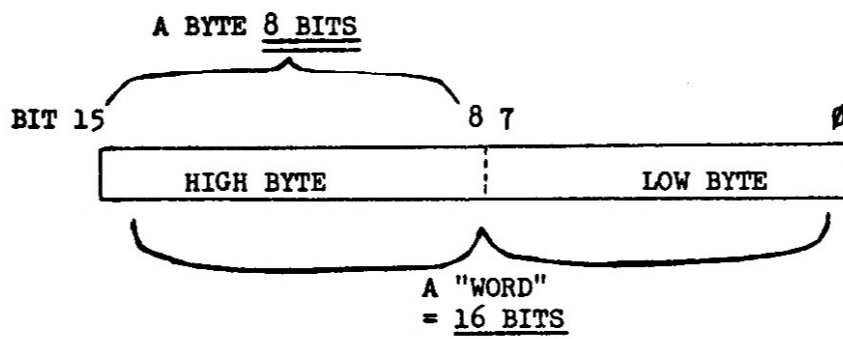 A BYTE 8 BITS
BIT 15 8 7 Ø
HIGH BYTE LOW BYTE
A "WORD"
= 16 BITS